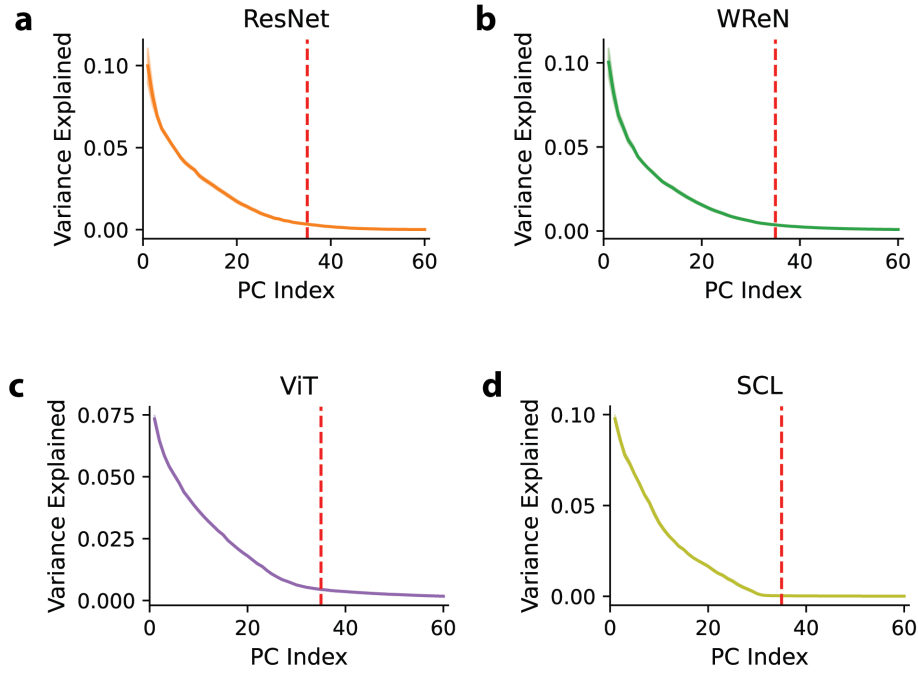 a
ResNet
Variance Explained
0.10
0.05
0.00
0
20
40
60
PC Index
b
WReN
Variance Explained
0.10
0.05
0.00
0
20
40
60
PC Index
c
ViT
Variance Explained
0.075
0.050
0.025
0.000
0
20
40
60
PC Index
d
SCL
Variance Explained
0.10
0.05
0.00
0
20
40
60
PC Index